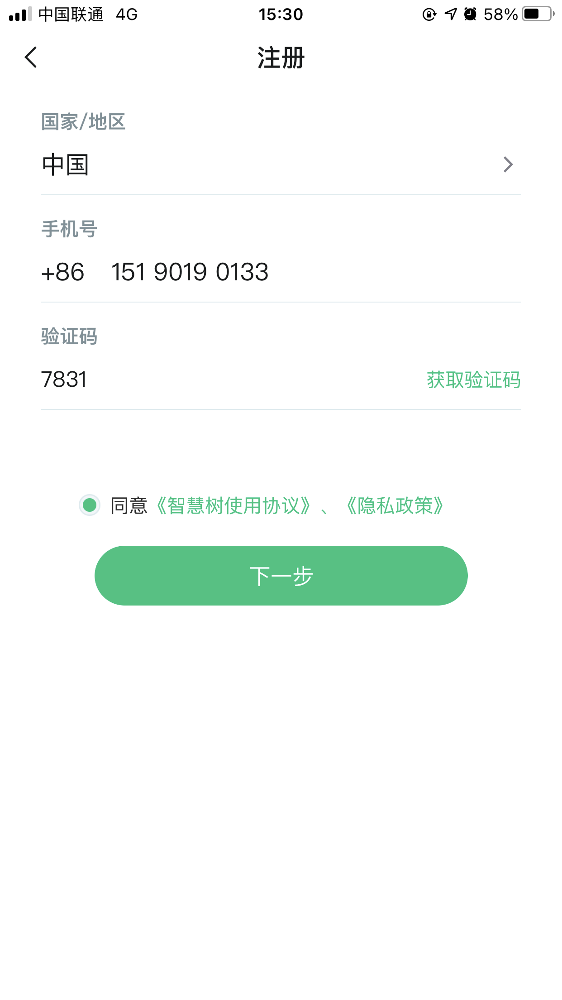 中国联通 4G 15:30 58%
注册
国家/地区
中国
手机号
+86 151 9019 0133
验证码
7831 获取验证码
同意《智慧树使用协议》、《隐私政策》
下一步